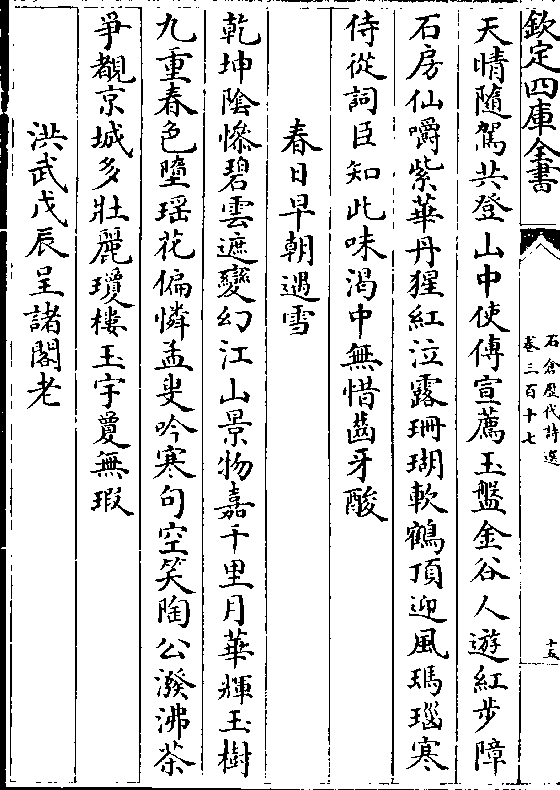 欽定四庫全書
石倉歷代詩選
卷三百十七
十五
天情隨駕共登山中使傳宣薦玉盤金谷人遊紅步障
石房仙嚼紫華丹猩紅泣露珊瑚軟鶴頂迎風瑪瑙寒
侍從詞臣知此味渴中無惜齒牙酸
春日早朝遇雪
乾坤陰慘碧雲遮變幻江山景物嘉千里月華輝玉樹
九重春色墮瑶花偏憐孟叟吟寒句空笑陶公潑沸茶
爭覩京城多壯麗瓊樓玉宇夐無瑕
洪武戊辰呈諸閣老